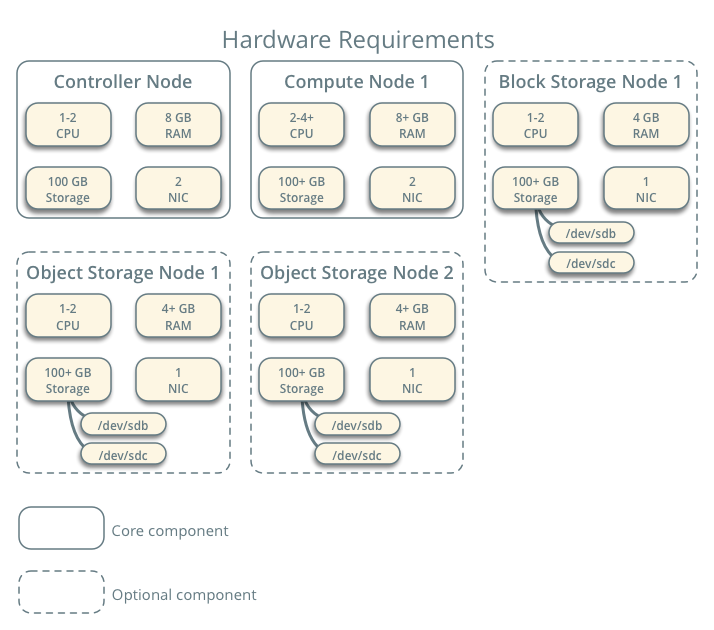 Hardware Requirements
Controller Node
1-2
CPU
8 GB
RAM
100 GB
Storage
2
NIC
Compute Node 1
2-4+
CPU
8+ GB
RAM
100+ GB
Storage
2
NIC
Block Storage Node 1
1-2
CPU
4 GB
RAM
100+ GB
Storage
1
NIC
/dev/sdb
/dev/sdc
Object Storage Node 1
1-2
CPU
4+ GB
RAM
100+ GB
Storage
1
NIC
/dev/sdb
/dev/sdc
Object Storage Node 2
1-2
CPU
4+ GB
RAM
100+ GB
Storage
1
NIC
/dev/sdb
/dev/sdc
Core component
Optional component